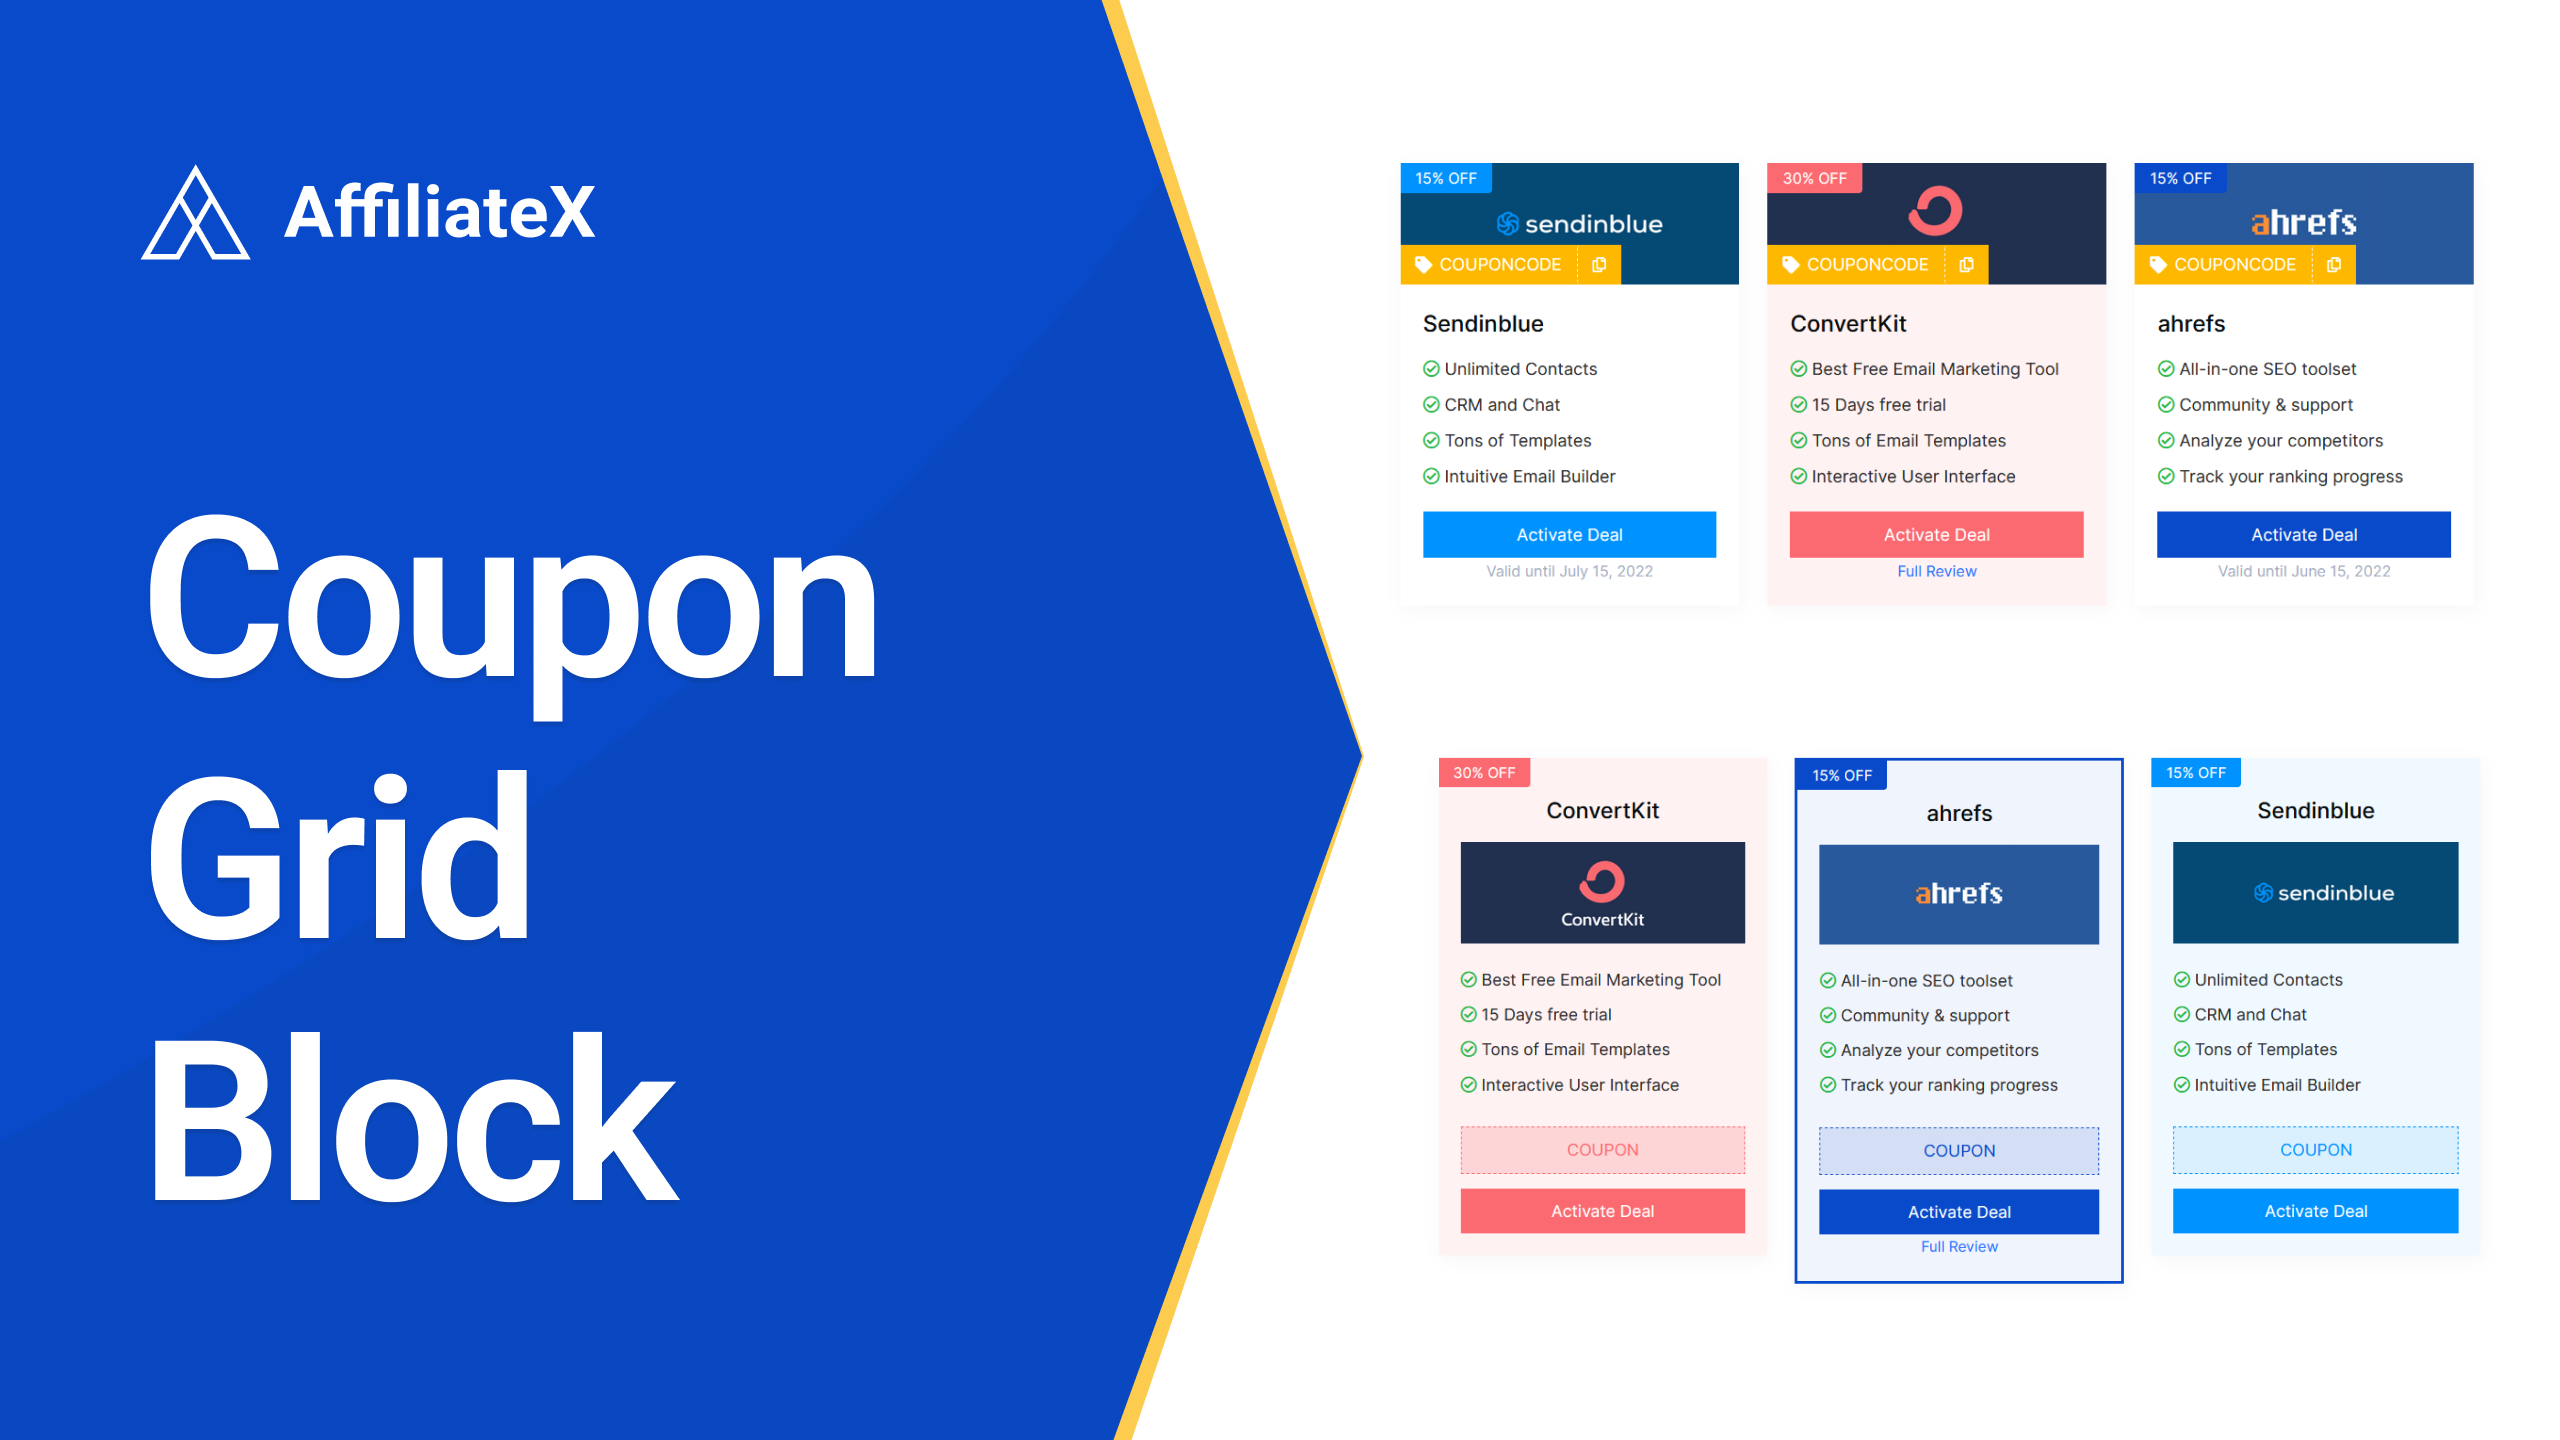 AffiliateX
Coupon
Grid
Block
15% OFF
sendinblue
COUPONCODE
Sendinblue
Unlimited Contacts
CRM and Chat
Tons of Templates
Intuitive Email Builder
Activate Deal
Valid until July 15, 2022
30% OFF
COUPONCODE
ConvertKit
Best Free Email Marketing Tool
15 Days free trial
Tons of Email Templates
Interactive User Interface
Activate Deal
Full Review
15% OFF
ahrefs
COUPONCODE
ahrefs
All-in-one SEO toolset
Community & support
Analyze your competitors
Track your ranking progress
Activate Deal
Valid until June 15, 2022
30% OFF
ConvertKit
ConvertKit
Best Free Email Marketing Tool
15 Days free trial
Tons of Email Templates
Interactive User Interface
COUPON
Activate Deal
15% OFF
ahrefs
ahrefs
All-in-one SEO toolset
Community & support
Analyze your competitors
Track your ranking progress
COUPON
Activate Deal
Full Review
15% OFF
Sendinblue
sendinblue
Unlimited Contacts
CRM and Chat
Tons of Templates
Intuitive Email Builder
COUPON
Activate Deal